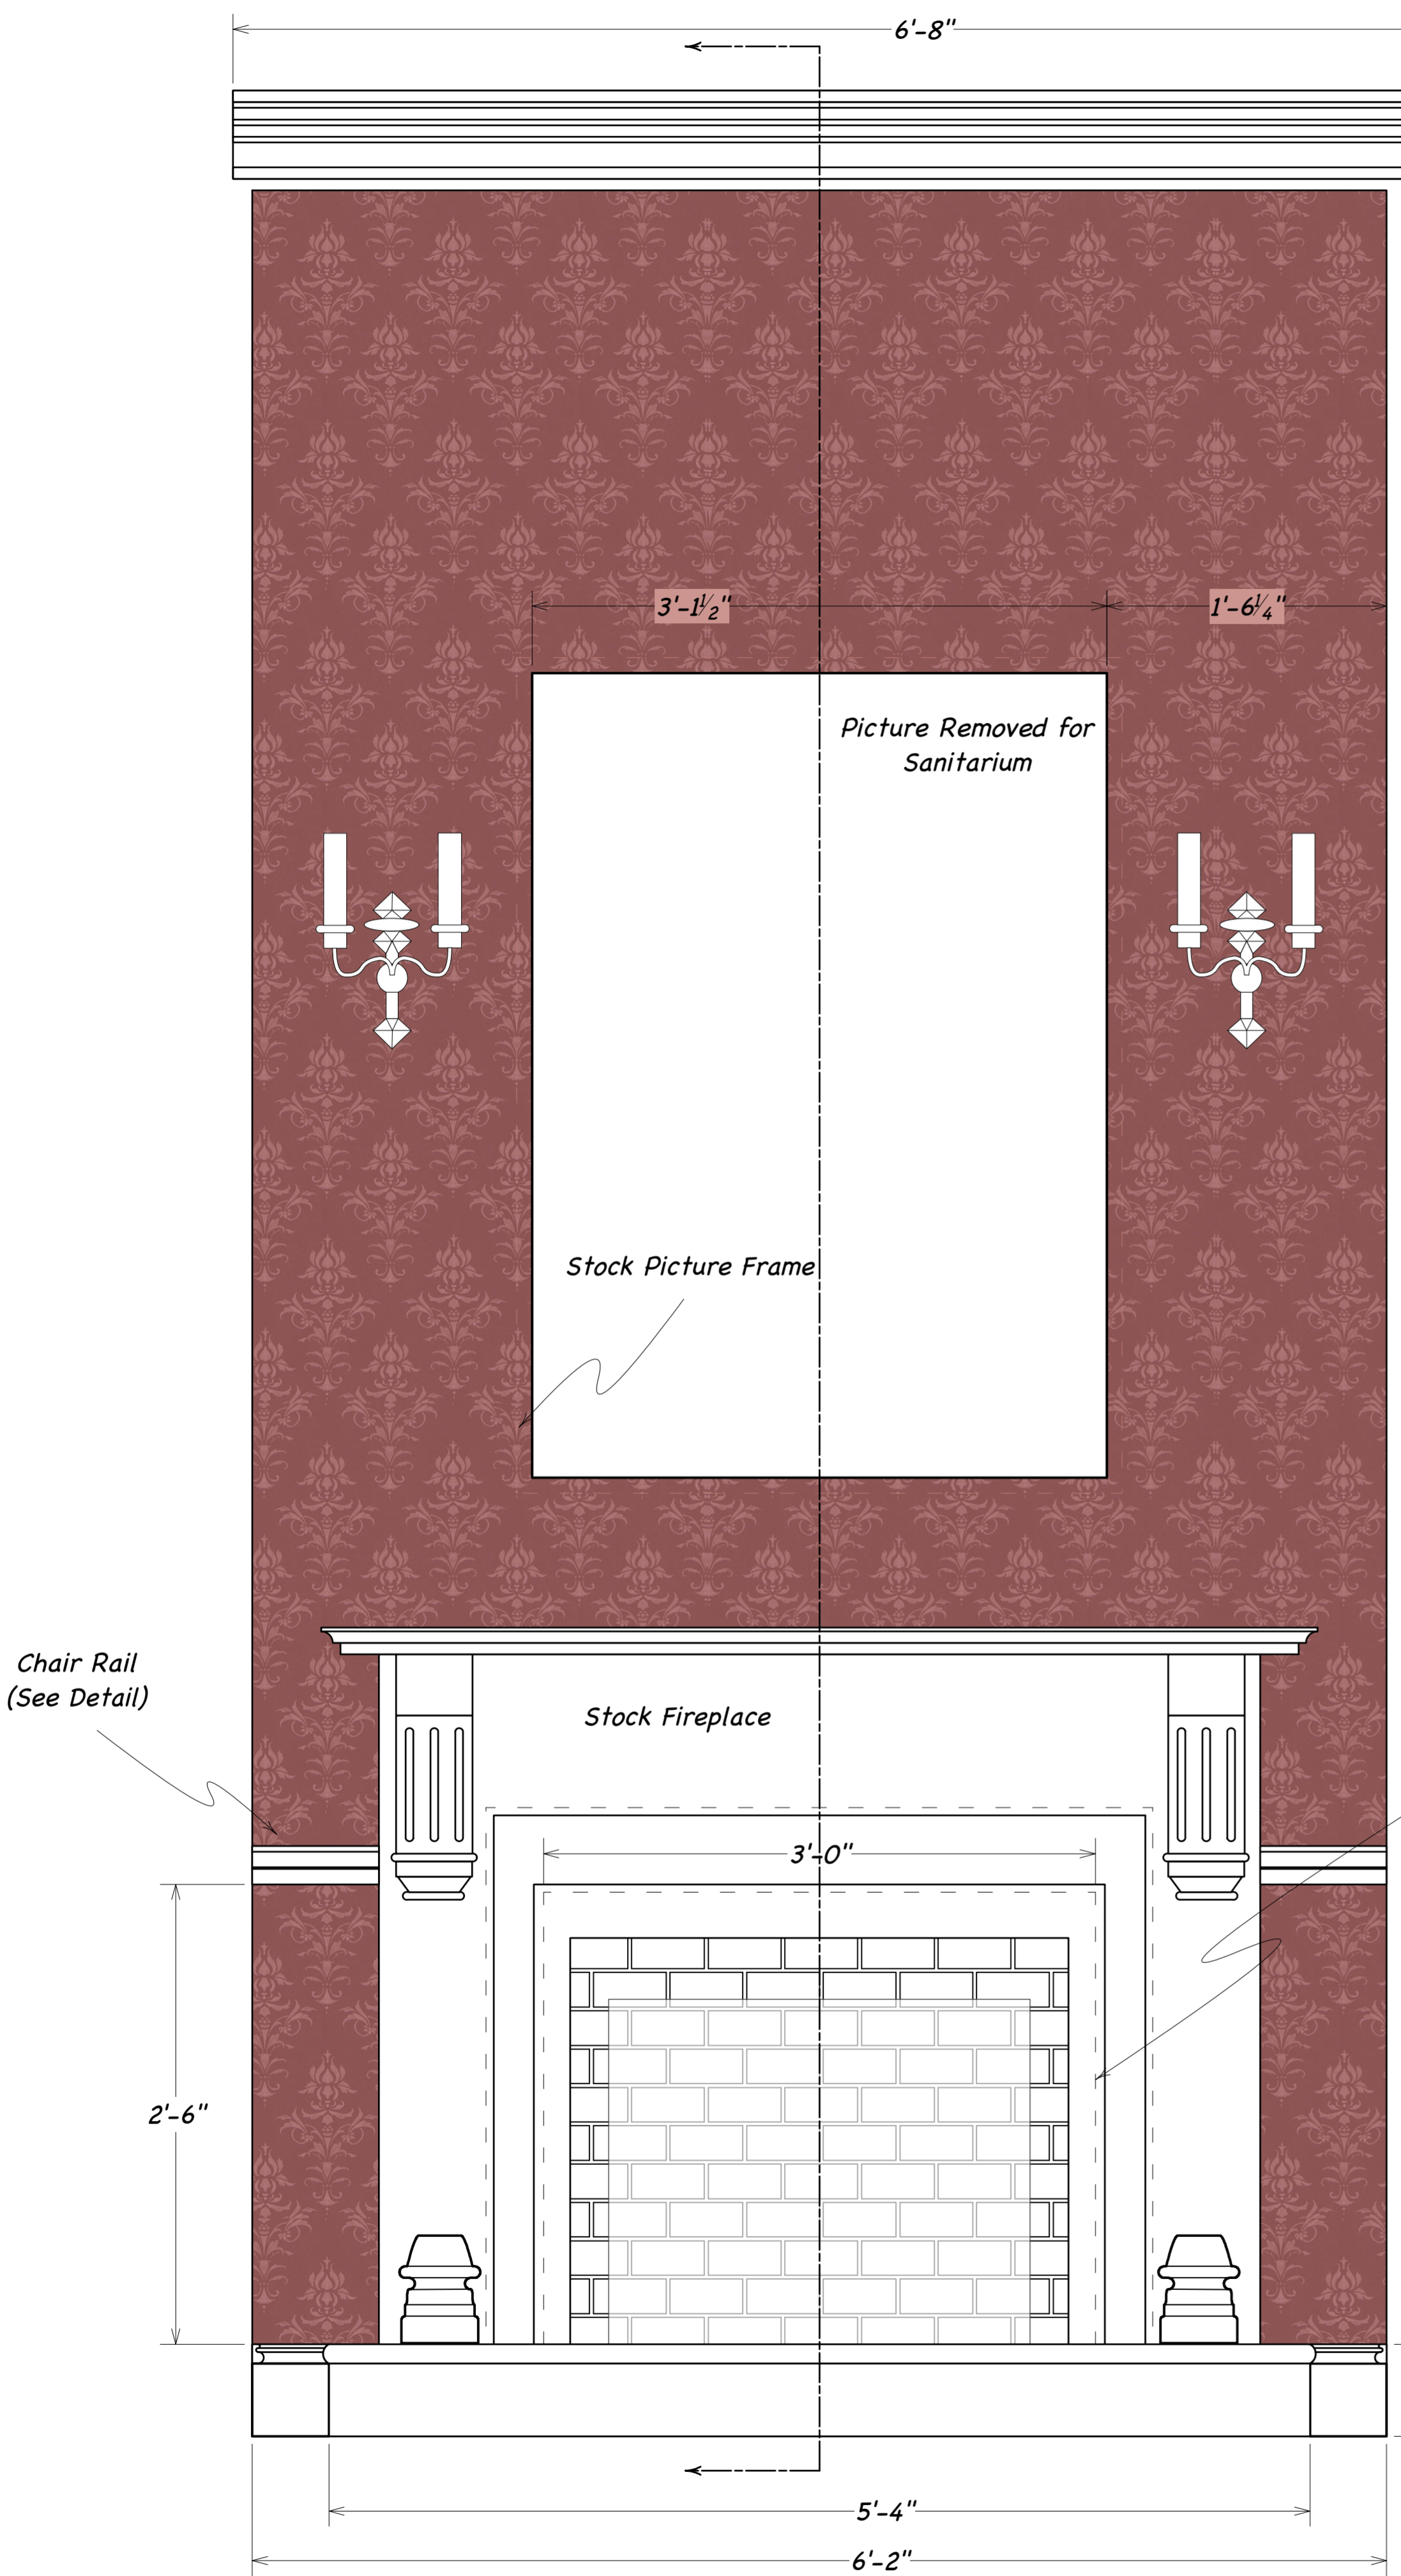 6'-8"
3'-1½" 1'-6¼"
Picture Removed for
Sanitarium
Stock Picture Frame
Chair Rail
(See Detail)
Stock Fireplace
3'-0"
2'-6"
5'-4"
6'-2"